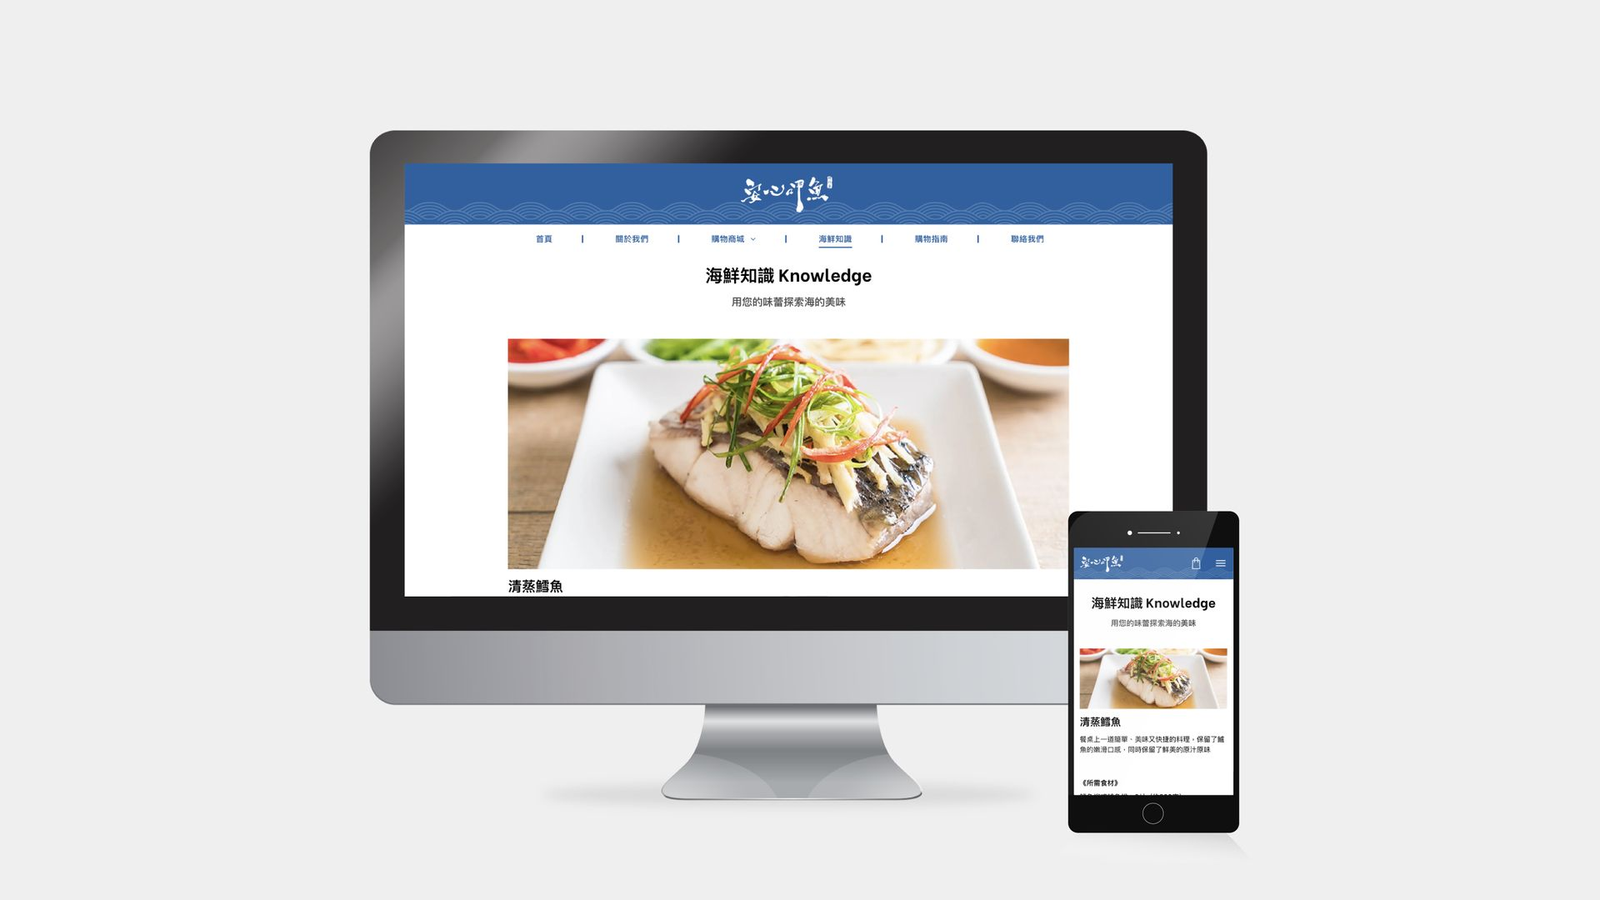 安心呷魚
首頁 | 關於我們 | 購物商城 | 海鮮知識 | 購物指南 | 聯絡我們
海鮮知識 Knowledge
用您的味蕾探索海的美味
清蒸鱈魚
安心呷魚
海鮮知識 Knowledge
用您的味蕾探索海的美味
清蒸鱈魚
餐桌上一道簡單、美味又快捷的料理，保留了鱸
魚的嫩滑口感，同時保留了鮮美的原汁原味
《所需食材》